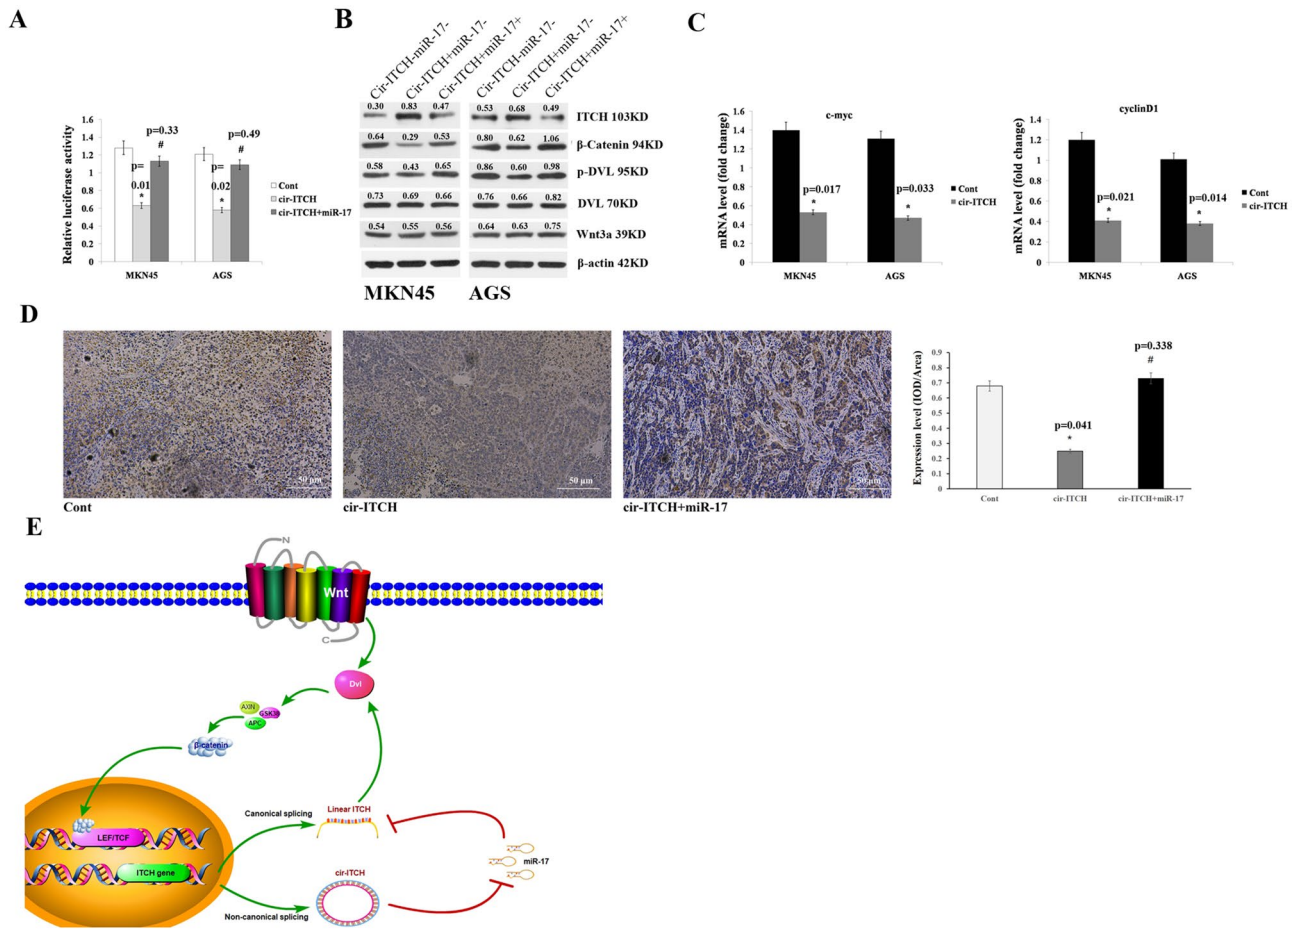 A
Relative luciferase activity
1.6
1.4
1.2
1
0.8
0.6
0.4
0.2
0
p=0.33
#
p=
0.01
*
p=0.49
#
p=
0.02
*
MKN45
AGS
Cont
cir-ITCH
cir-ITCH+miR-17
B
Cir-ITCH-miR-17-
Cir-ITCH+miR-17-
Cir-ITCH+miR-17+
Cir-ITCH-miR-17-
Cir-ITCH+miR-17-
Cir-ITCH+miR-17+
0.30 0.83 0.47 0.53 0.68 0.49
ITCH 103KD
0.64 0.29 0.53 0.80 0.62 1.06
β-Catenin 94KD
0.58 0.43 0.65 0.86 0.60 0.98
p-DVL 95KD
0.73 0.69 0.66 0.76 0.66 0.82
DVL 70KD
0.54 0.55 0.56 0.64 0.63 0.75
Wnt3a 39KD
β-actin 42KD
MKN45
AGS
C
mRNA level (fold change)
1.6
1.4
1.2
1
0.8
0.6
0.4
0.2
0
c-myc
p=0.017
*
p=0.033
*
MKN45
AGS
Cont
cir-ITCH
mRNA level (fold change)
1.4
1.2
1
0.8
0.6
0.4
0.2
0
cyclinD1
p=0.021
*
p=0.014
*
MKN45
AGS
Cont
cir-ITCH
D
50 μm
Cont
50 μm
cir-ITCH
50 μm
cir-ITCH+miR-17
Expression level (IOD/Area)
0.9
0.8
0.7
0.6
0.5
0.4
0.3
0.2
0.1
0
p=0.041
*
p=0.338
#
Cont
cir-ITCH
cir-ITCH+miR-17
E
N
Wnt
C
Dvl
AXIN
GSK3β
APC
β-catenin
LEF/TCF
ITCH gene
Canonical splicing
Linear ITCH
miR-17
cir-ITCH
Non-canonical splicing